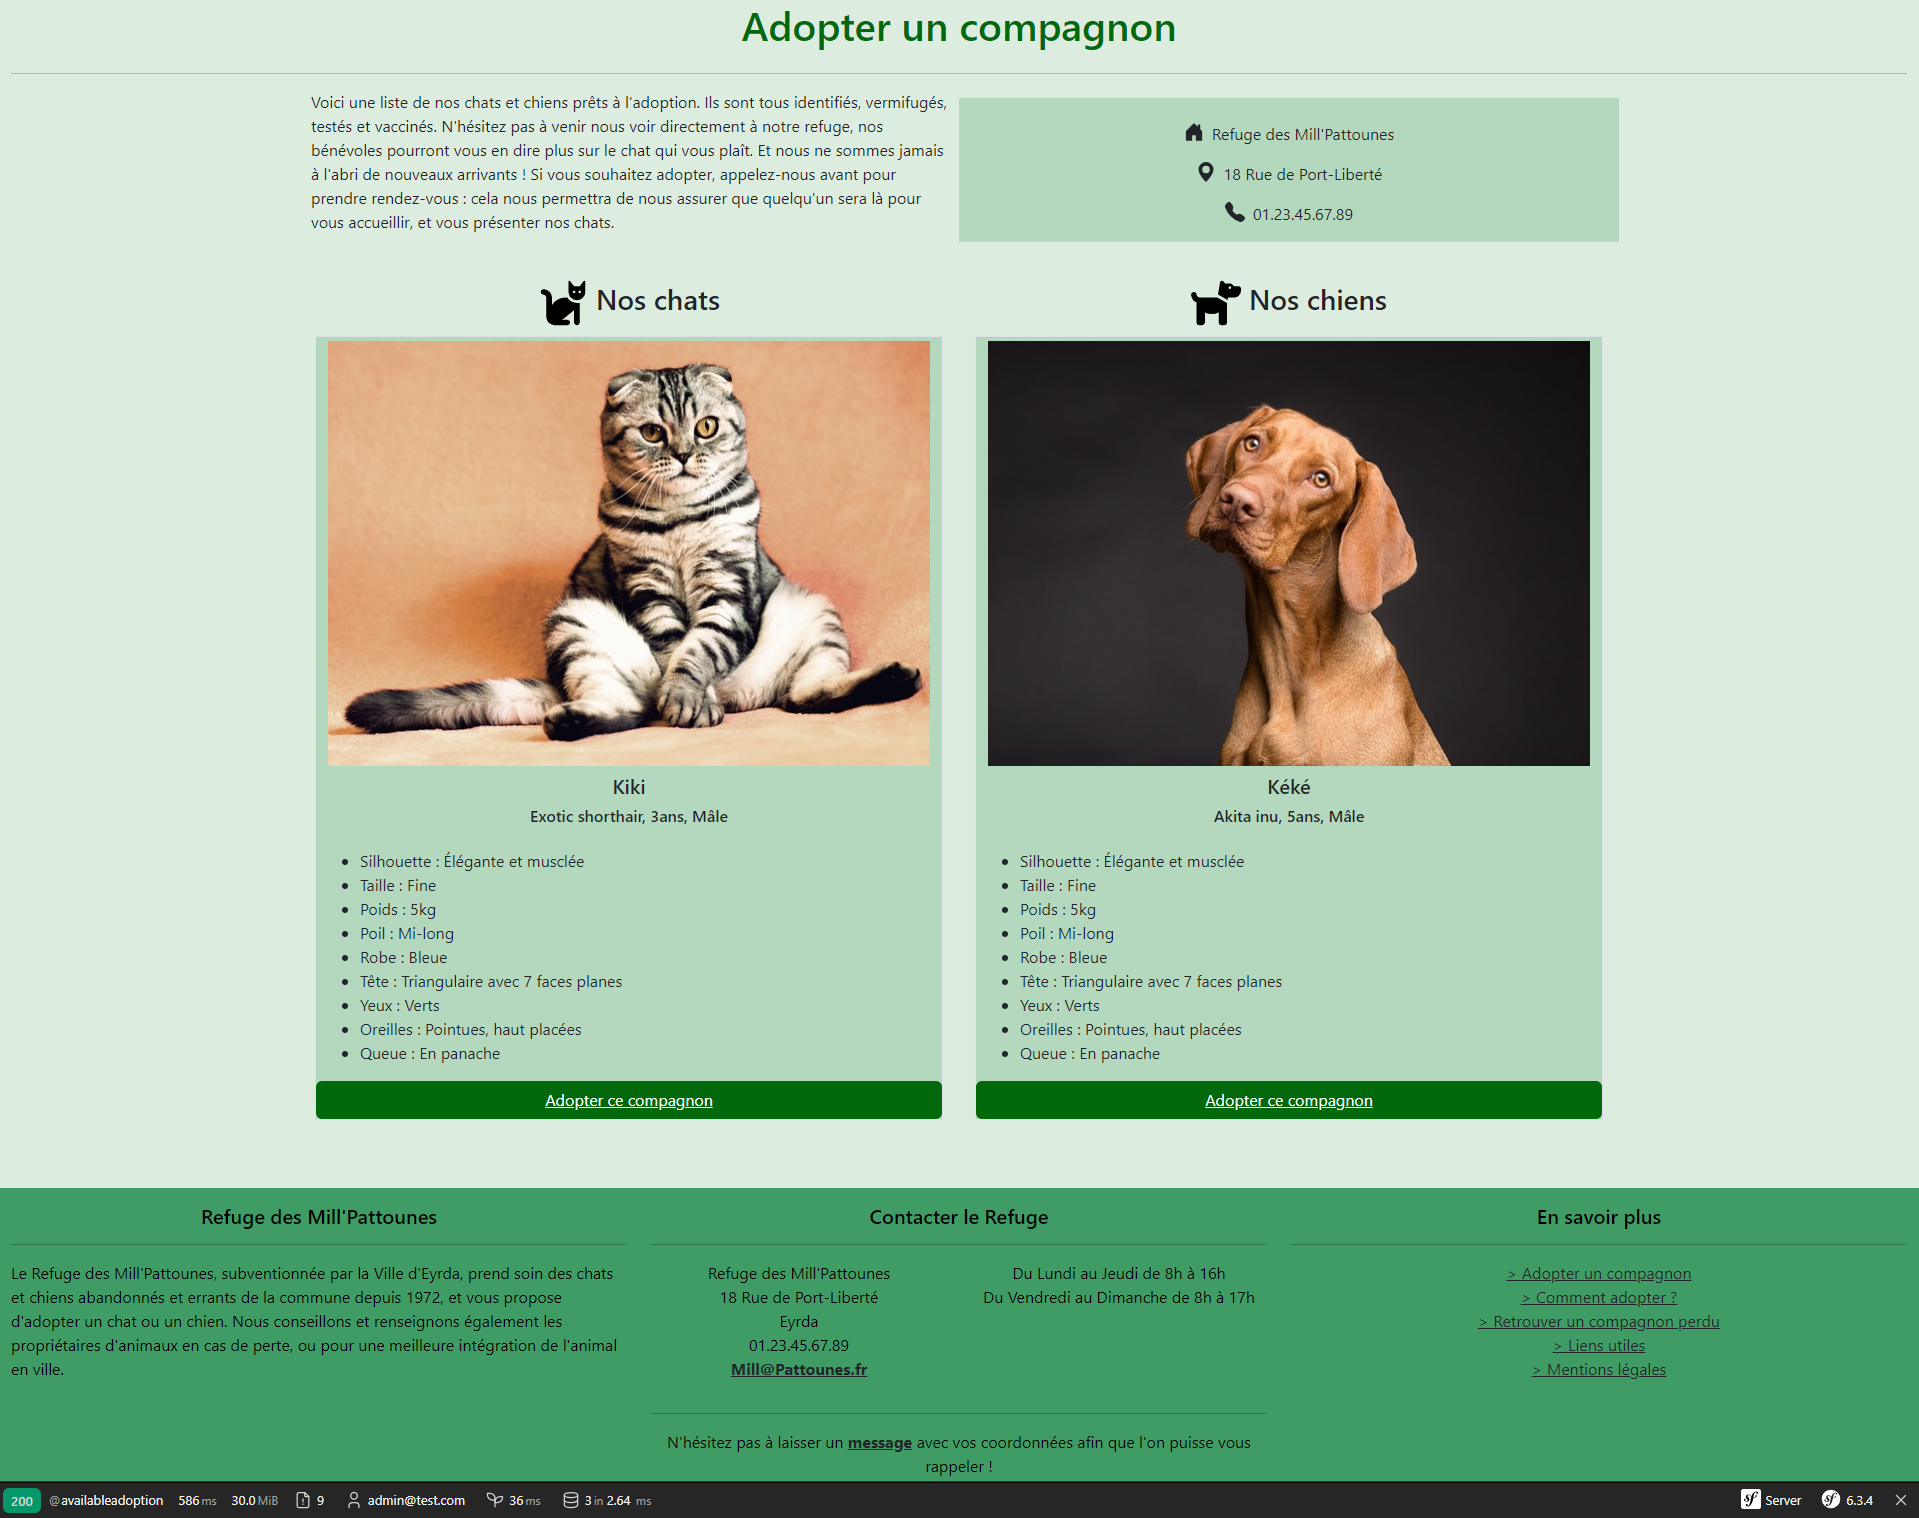 Adopter un compagnon
Voici une liste de nos chats et chiens prêts à l'adoption. Ils sont tous identifiés, vermifugés,
testés et vaccinés. N'hésitez pas à venir nous voir directement à notre refuge, nos
bénévoles pourront vous en dire plus sur le chat qui vous plaît. Et nous ne sommes jamais
à l'abri de nouveaux arrivants ! Si vous souhaitez adopter, appelez-nous avant pour
prendre rendez-vous : cela nous permettra de nous assurer que quelqu'un sera là pour
vous accueillir, et vous présenter nos chats.
Refuge des Mill'Pattounes
18 Rue de Port-Liberté
01.23.45.67.89
Nos chats
Kiki
Exotic shorthair, 3ans, Mâle
Silhouette : Élégante et musclée
Taille : Fine
Poids : 5kg
Poil : Mi-long
Robe : Bleue
Tête : Triangulaire avec 7 faces planes
Yeux : Verts
Oreilles : Pointues, haut placées
Queue : En panache
Adopter ce compagnon
Nos chiens
Kéké
Akita inu, 5ans, Mâle
Silhouette : Élégante et musclée
Taille : Fine
Poids : 5kg
Poil : Mi-long
Robe : Bleue
Tête : Triangulaire avec 7 faces planes
Yeux : Verts
Oreilles : Pointues, haut placées
Queue : En panache
Adopter ce compagnon
Refuge des Mill'Pattounes
Le Refuge des Mill'Pattounes, subventionnée par la Ville d'Eyrda, prend soin des chats
et chiens abandonnés et errants de la commune depuis 1972, et vous propose
d'adopter un chat ou un chien. Nous conseillons et renseignons également les
propriétaires d'animaux en cas de perte, ou pour une meilleure intégration de l'animal
en ville.
Contacter le Refuge
Refuge des Mill'Pattounes
18 Rue de Port-Liberté
Eyrda
01.23.45.67.89
Mill@Pattounes.fr
Du Lundi au Jeudi de 8h à 16h
Du Vendredi au Dimanche de 8h à 17h
N'hésitez pas à laisser un message avec vos coordonnées afin que l'on puisse vous
rappeler !
En savoir plus
> Adopter un compagnon
> Comment adopter ?
> Retrouver un compagnon perdu
> Liens utiles
> Mentions légales
200 @availableadoption 586 ms 30.0 MiB 9 admin@test.com 36 ms 3 in 2.64 ms sf Server sf 6.3.4